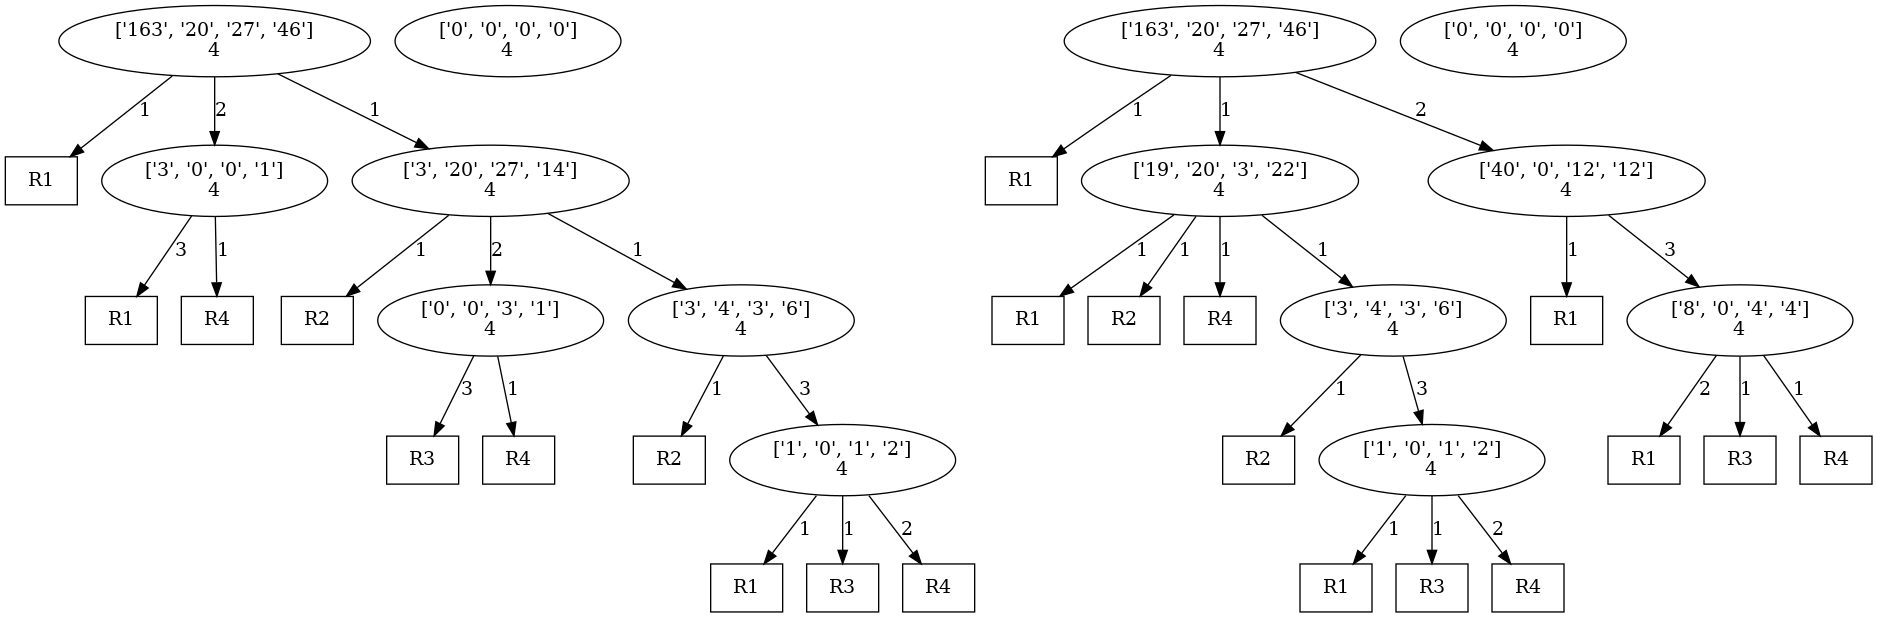 ['163', '20', '27', '46']
4
['0', '0', '0', '0']
4
['163', '20', '27', '46']
4
['0', '0', '0', '0']
4
1
2
1
1
1
2
R1
['3', '0', '0', '1']
4
['3', '20', '27', '14']
4
R1
['19', '20', '3', '22']
4
['40', '0', '12', '12']
4
3
1
1
2
1
1
1
1
1
1
3
R1
R4
R2
['0', '0', '3', '1']
4
['3', '4', '3', '6']
4
R1
R2
R4
['3', '4', '3', '6']
4
R1
['8', '0', '4', '4']
4
3
1
1
3
1
3
2
1
1
R3
R4
R2
['1', '0', '1', '2']
4
R2
['1', '0', '1', '2']
4
R1
R3
R4
1
1
2
1
1
2
R1
R3
R4
R1
R3
R4